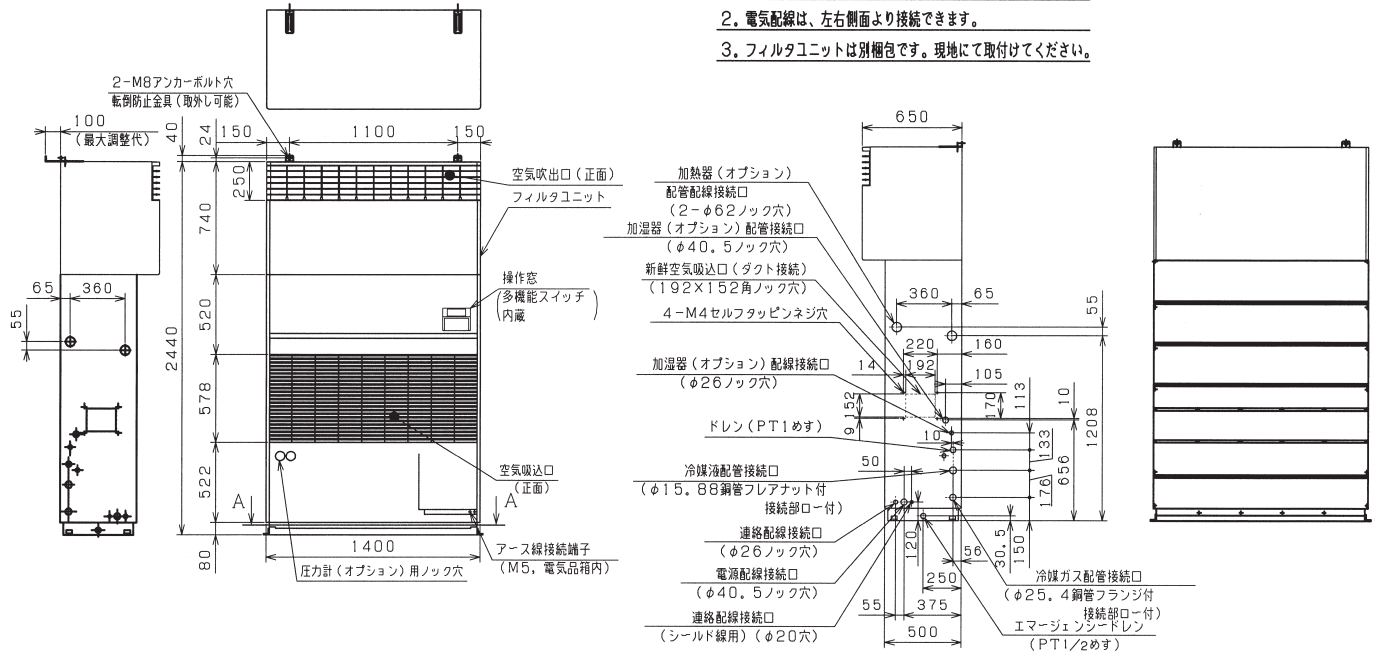 2. 電気配線は、左右側面より接続できます。
3. フィルタユニットは別梱包です。現地にて取付けてください。
2-M8アンカーボルト穴
転倒防止金具(取外し可能)
100
(最大調整代)
40
24
150
1100
150
250
740
520
578
522
80
2440
65
360
55
空気吹出口(正面)
フィルタユニット
操作窓
(多機能スイッチ
内蔵)
空気吸込口
(正面)
A
A
1400
圧力計(オプション)用ノック穴
アース線接続端子
(M5, 電気品箱内)
650
加熱器(オプション)
配管配線接続口
(2-φ62ノック穴)
加湿器(オプション)配管接続口
(φ40.5ノック穴)
新鮮空気吸込口(ダクト接続)
(192×152角ノック穴)
4-M4セルフタッピンネジ穴
加湿器(オプション)配線接続口
(φ26ノック穴)
ドレン(PT1めす)
冷媒液配管接続口
(φ15.88銅管フレアナット付
接続部ロー付)
連絡配線接続口
(φ26ノック穴)
電源配線接続口
(φ40.5ノック穴)
連絡配線接続口
(シールド線用)(φ20穴)
360
65
55
220
160
14
192
105
152
9
170
113
10
10
133
1208
656
176
50
120
30.5
150
56
250
55
375
500
冷媒ガス配管接続口
(φ25.4銅管フランジ付
接続部ロー付)
エマージェンシードレン
(PT1/2めす)